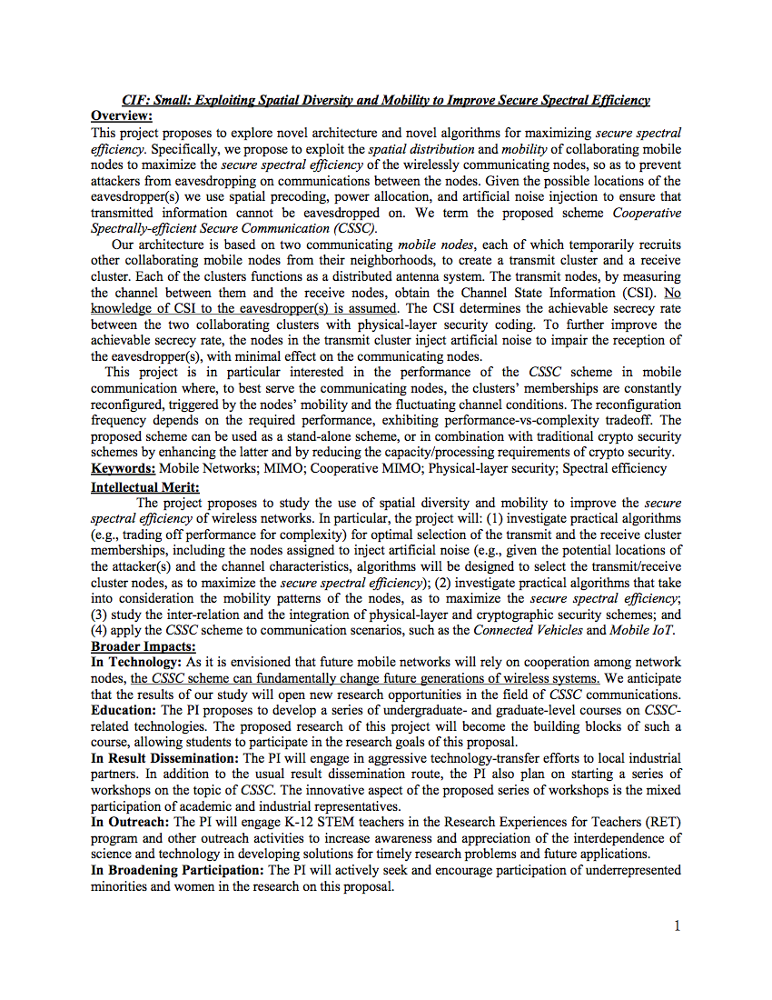 CIF: Small: Exploiting Spatial Diversity and Mobility to Improve Secure Spectral Efficiency
Overview:
This project proposes to explore novel architecture and novel algorithms for maximizing secure spectral
efficiency. Specifically, we propose to exploit the spatial distribution and mobility of collaborating mobile
nodes to maximize the secure spectral efficiency of the wirelessly communicating nodes, so as to prevent
attackers from eavesdropping on communications between the nodes. Given the possible locations of the
eavesdropper(s) we use spatial precoding, power allocation, and artificial noise injection to ensure that
transmitted information cannot be eavesdropped on. We term the proposed scheme Cooperative
Spectrally-efficient Secure Communication (CSSC).
Our architecture is based on two communicating mobile nodes, each of which temporarily recruits
other collaborating mobile nodes from their neighborhoods, to create a transmit cluster and a receive
cluster. Each of the clusters functions as a distributed antenna system. The transmit nodes, by measuring
the channel between them and the receive nodes, obtain the Channel State Information (CSI). No
knowledge of CSI to the eavesdropper(s) is assumed. The CSI determines the achievable secrecy rate
between the two collaborating clusters with physical-layer security coding. To further improve the
achievable secrecy rate, the nodes in the transmit cluster inject artificial noise to impair the reception of
the eavesdropper(s), with minimal effect on the communicating nodes.
This project is in particular interested in the performance of the CSSC scheme in mobile
communication where, to best serve the communicating nodes, the clusters' memberships are constantly
reconfigured, triggered by the nodes' mobility and the fluctuating channel conditions. The reconfiguration
frequency depends on the required performance, exhibiting performance-vs-complexity tradeoff. The
proposed scheme can be used as a stand-alone scheme, or in combination with traditional crypto security
schemes by enhancing the latter and by reducing the capacity/processing requirements of crypto security.
Keywords: Mobile Networks; MIMO; Cooperative MIMO; Physical-layer security; Spectral efficiency
Intellectual Merit:
The project proposes to study the use of spatial diversity and mobility to improve the secure
spectral efficiency of wireless networks. In particular, the project will: (1) investigate practical algorithms
(e.g., trading off performance for complexity) for optimal selection of the transmit and the receive cluster
memberships, including the nodes assigned to inject artificial noise (e.g., given the potential locations of
the attacker(s) and the channel characteristics, algorithms will be designed to select the transmit/receive
cluster nodes, as to maximize the secure spectral efficiency); (2) investigate practical algorithms that take
into consideration the mobility patterns of the nodes, as to maximize the secure spectral efficiency;
(3) study the inter-relation and the integration of physical-layer and cryptographic security schemes; and
(4) apply the CSSC scheme to communication scenarios, such as the Connected Vehicles and Mobile IoT.
Broader Impacts:
In Technology: As it is envisioned that future mobile networks will rely on cooperation among network
nodes, the CSSC scheme can fundamentally change future generations of wireless systems. We anticipate
that the results of our study will open new research opportunities in the field of CSSC communications.
Education: The PI proposes to develop a series of undergraduate- and graduate-level courses on CSSC-
related technologies. The proposed research of this project will become the building blocks of such a
course, allowing students to participate in the research goals of this proposal.
In Result Dissemination: The PI will engage in aggressive technology-transfer efforts to local industrial
partners. In addition to the usual result dissemination route, the PI also plan on starting a series of
workshops on the topic of CSSC. The innovative aspect of the proposed series of workshops is the mixed
participation of academic and industrial representatives.
In Outreach: The PI will engage K-12 STEM teachers in the Research Experiences for Teachers (RET)
program and other outreach activities to increase awareness and appreciation of the interdependence of
science and technology in developing solutions for timely research problems and future applications.
In Broadening Participation: The PI will actively seek and encourage participation of underrepresented
minorities and women in the research on this proposal.
1